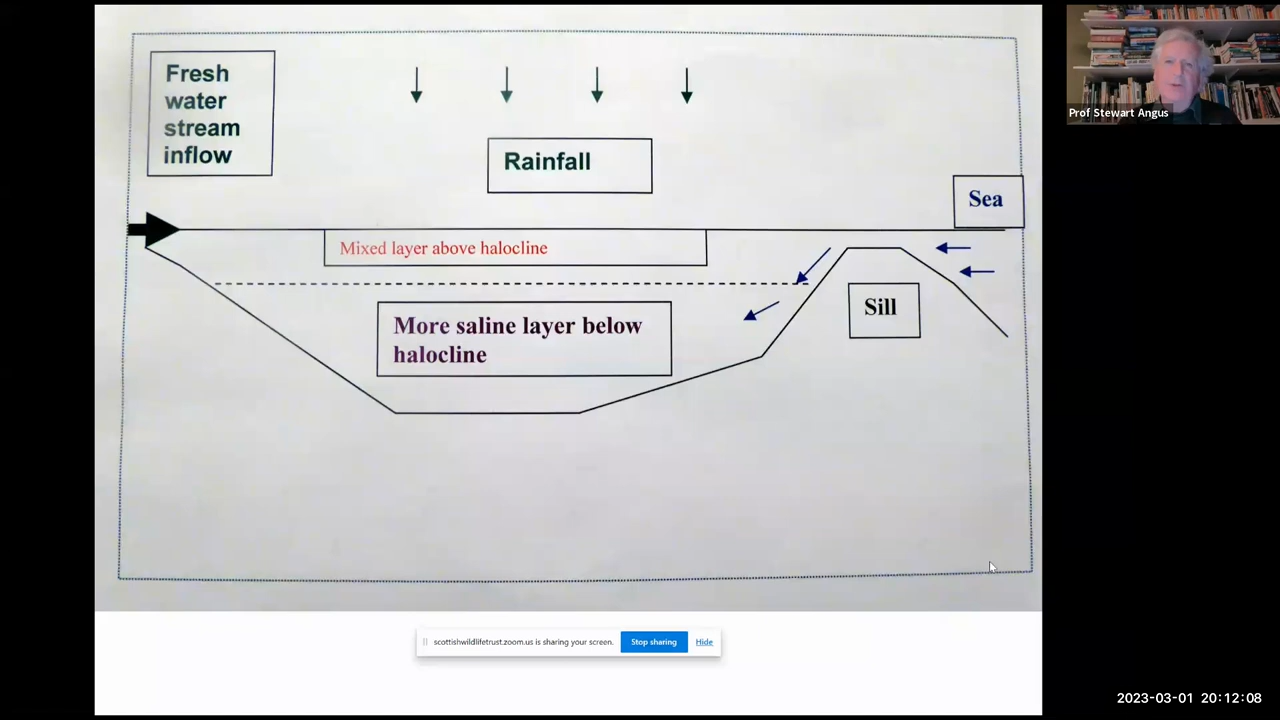 Fresh
water
stream
inflow
Rainfall
Sea
Mixed layer above halocline
Sill
More saline layer below
halocline
Prof Stewart Angus
scottishwildlifetrust.zoom.us is sharing your screen.
Stop sharing
Hide
2023-03-01 20:12:08